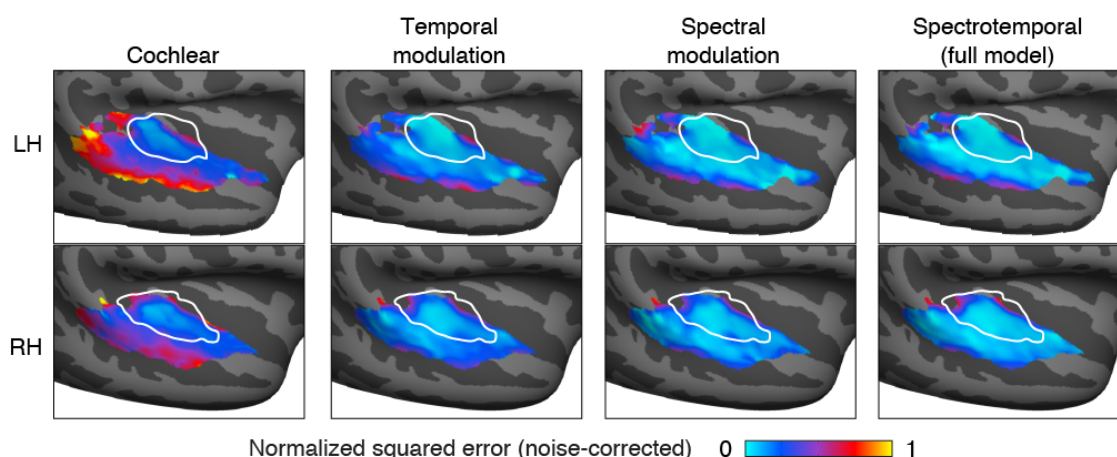 Cochlear
Temporal
modulation
Spectral
modulation
Spectrotemporal
(full model)
LH
RH
Normalized squared error (noise-corrected) 0 1